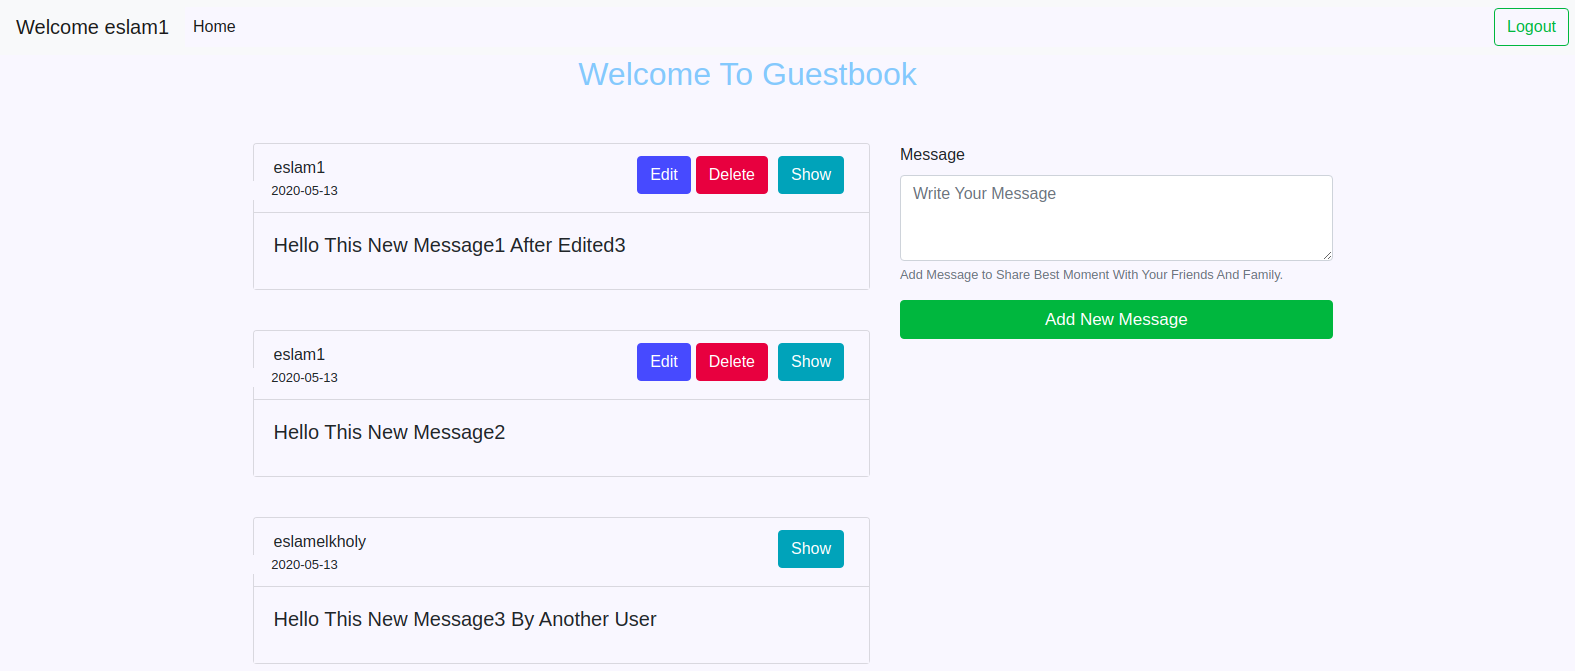 Welcome eslam1 Home Logout
Welcome To Guestbook
eslam1 Edit Delete Show
2020-05-13
Hello This New Message1 After Edited3
eslam1 Edit Delete Show
2020-05-13
Hello This New Message2
eslamelkholy Show
2020-05-13
Hello This New Message3 By Another User
Message
Write Your Message
Add Message to Share Best Moment With Your Friends And Family.
Add New Message